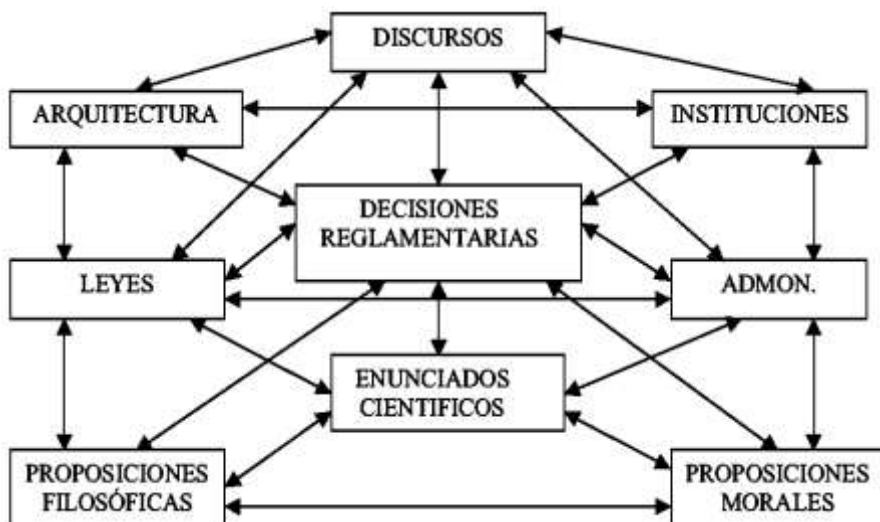 DISCURSOS
ARQUITECTURA
INSTITUCIONES
DECISIONES
REGLAMENTARIAS
LEYES
ADMON.
ENUNCIADOS
CIENTIFICOS
PROPOSICIONES
FILOSÓFICAS
PROPOSICIONES
MORALES